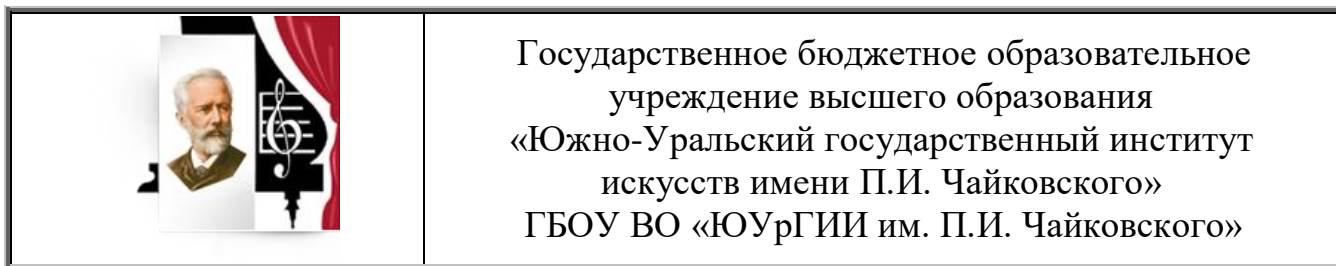 Государственное бюджетное образовательное
учреждение высшего образования
«Южно-Уральский государственный институт
искусств имени П.И. Чайковского»
ГБОУ ВО «ЮУрГИИ им. П.И. Чайковского»